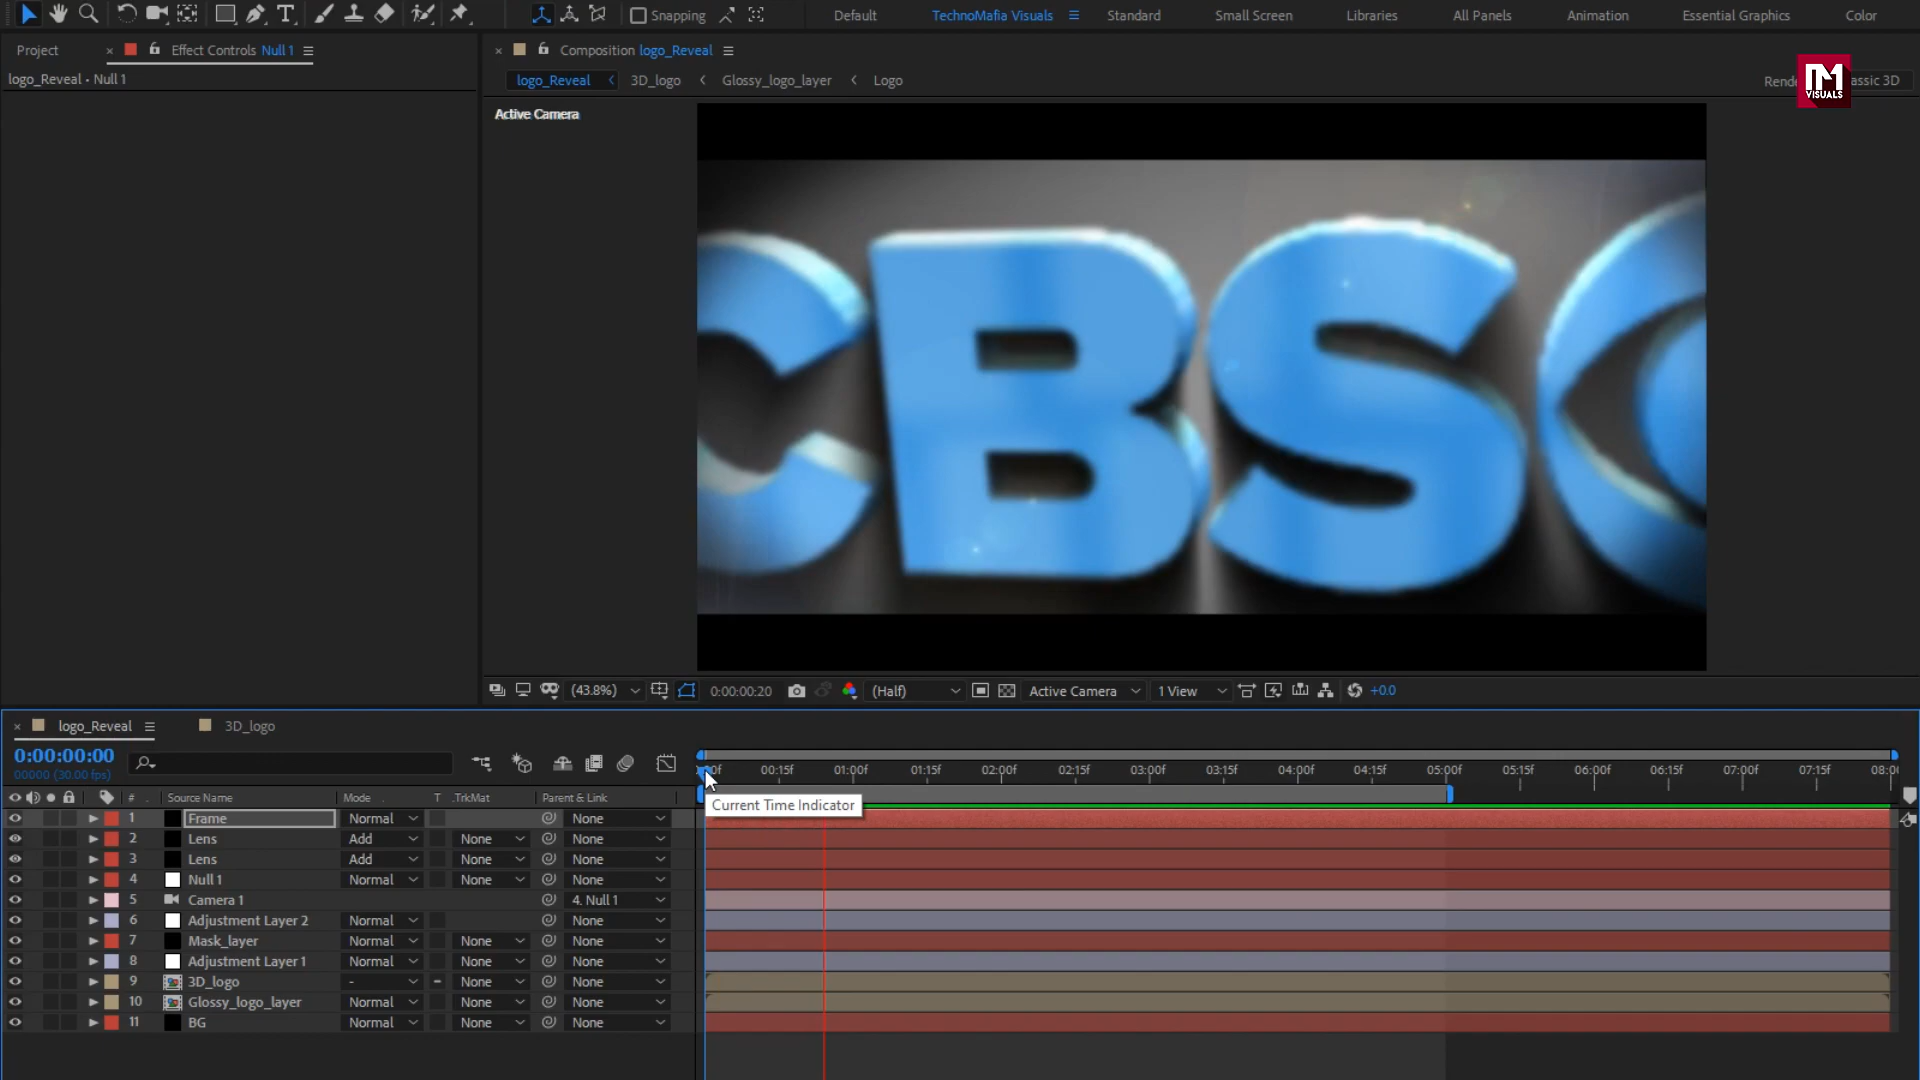 Snapping
Default
TechnoMafia Visuals
Standard
Small Screen
Libraries
All Panels
Animation
Essential Graphics
Color
Project
Effect Controls Null 1
Composition logo_Reveal
logo_Reveal • Null 1
logo_Reveal
3D_logo
Glossy_logo_layer
Logo
VISUALS
assic 3D
Active Camera
CBS
(43.8%)
0:00:00:20
(Half)
Active Camera
1 View
+0.0
logo_Reveal
3D_logo
0:00:00:00
00000 (30.00 fps)
00:15f
01:00f
01:15f
02:00f
02:15f
03:00f
03:15f
04:00f
04:15f
05:00f
05:15f
06:00f
06:15f
07:00f
07:15f
08:00
# Source Name Mode T .TrkMat Parent & Link
Current Time Indicator
1 Frame Normal None
2 Lens Add None None
3 Lens Add None None
4 Null 1 Normal None None
5 Camera 1 4. Null 1
6 Adjustment Layer 2 Normal None
7 Mask_layer Normal None None
8 Adjustment Layer 1 Normal None None
9 3D_logo - None None
10 Glossy_logo_layer Normal None None
11 BG Normal None None